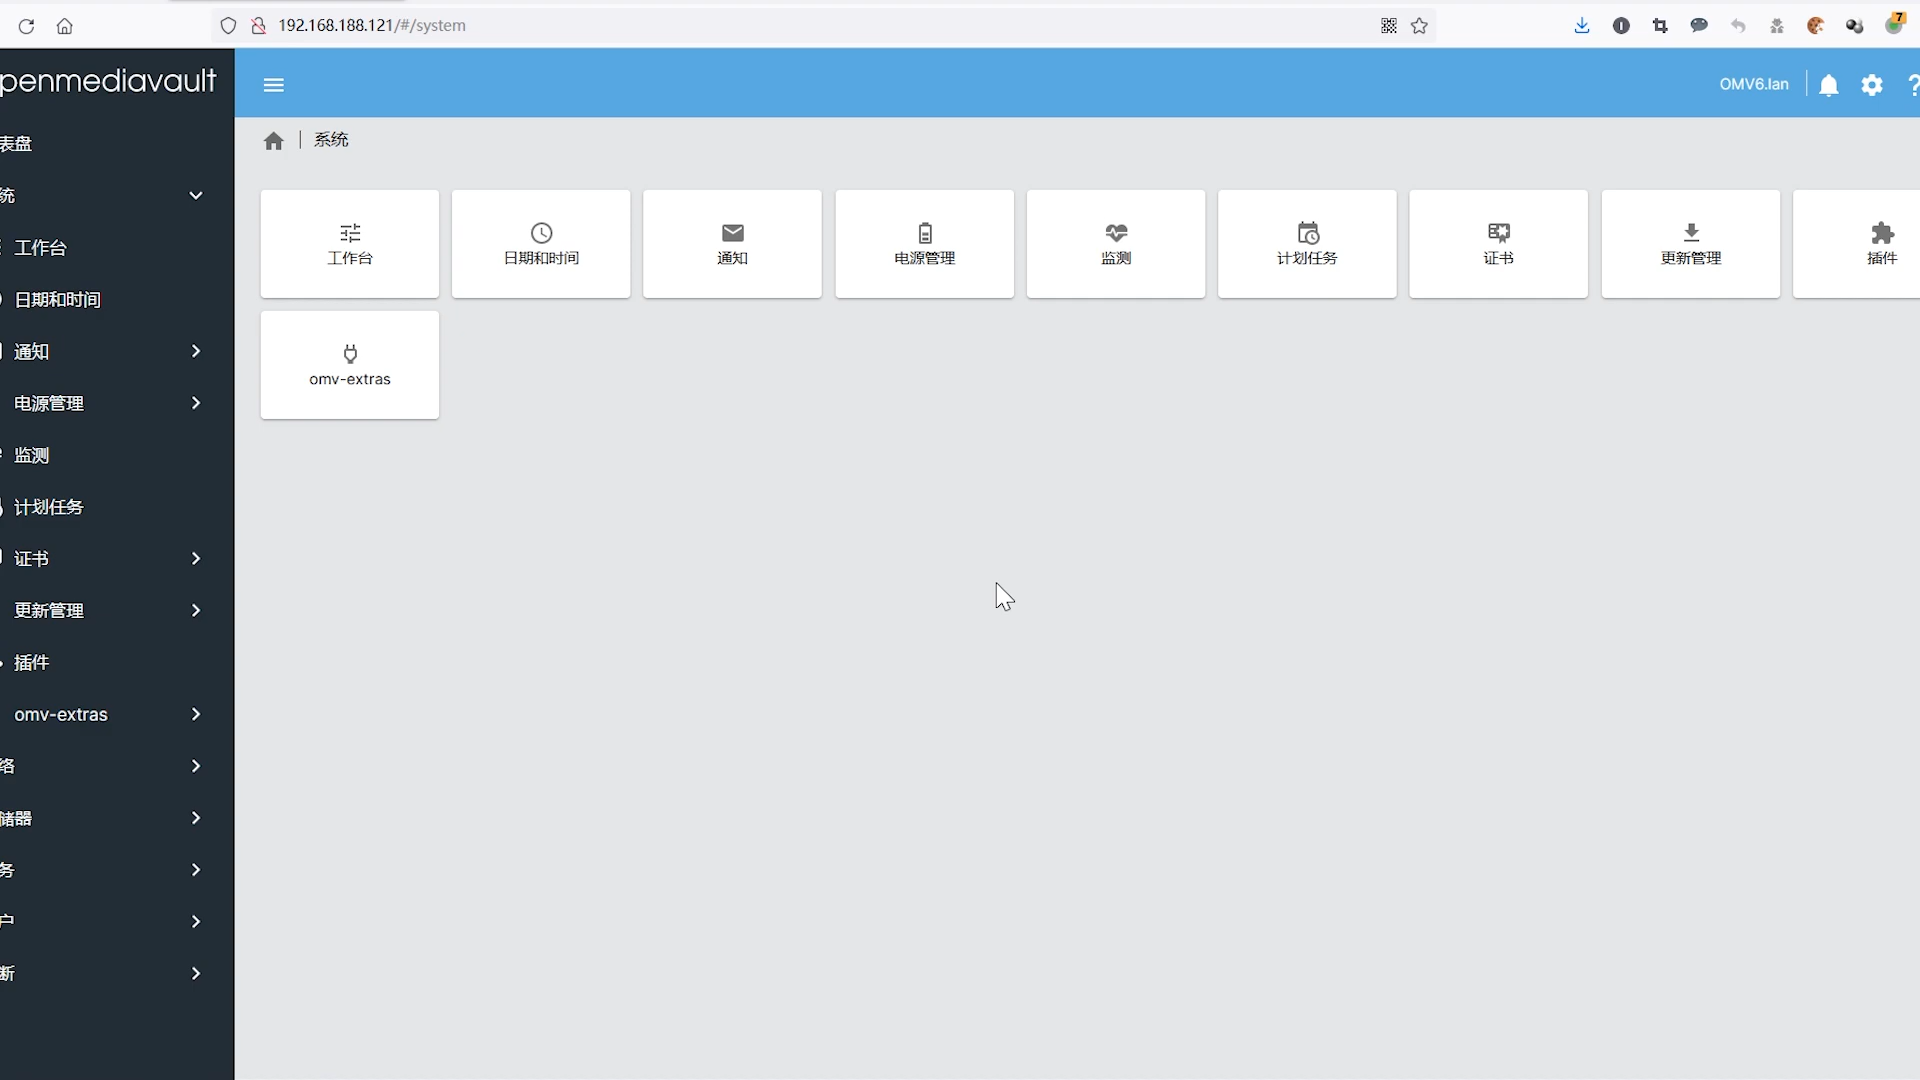 192.168.188.121/#/system
7
penmediavault
OMV6.lan
表盘
系统
统
工作台
日期和时间
通知
电源管理
监测
计划任务
证书
更新管理
插件
omv-extras
工作台
日期和时间
通知
电源管理
监测
计划任务
证书
更新管理
插件
omv-extras
络
储器
务
户
断